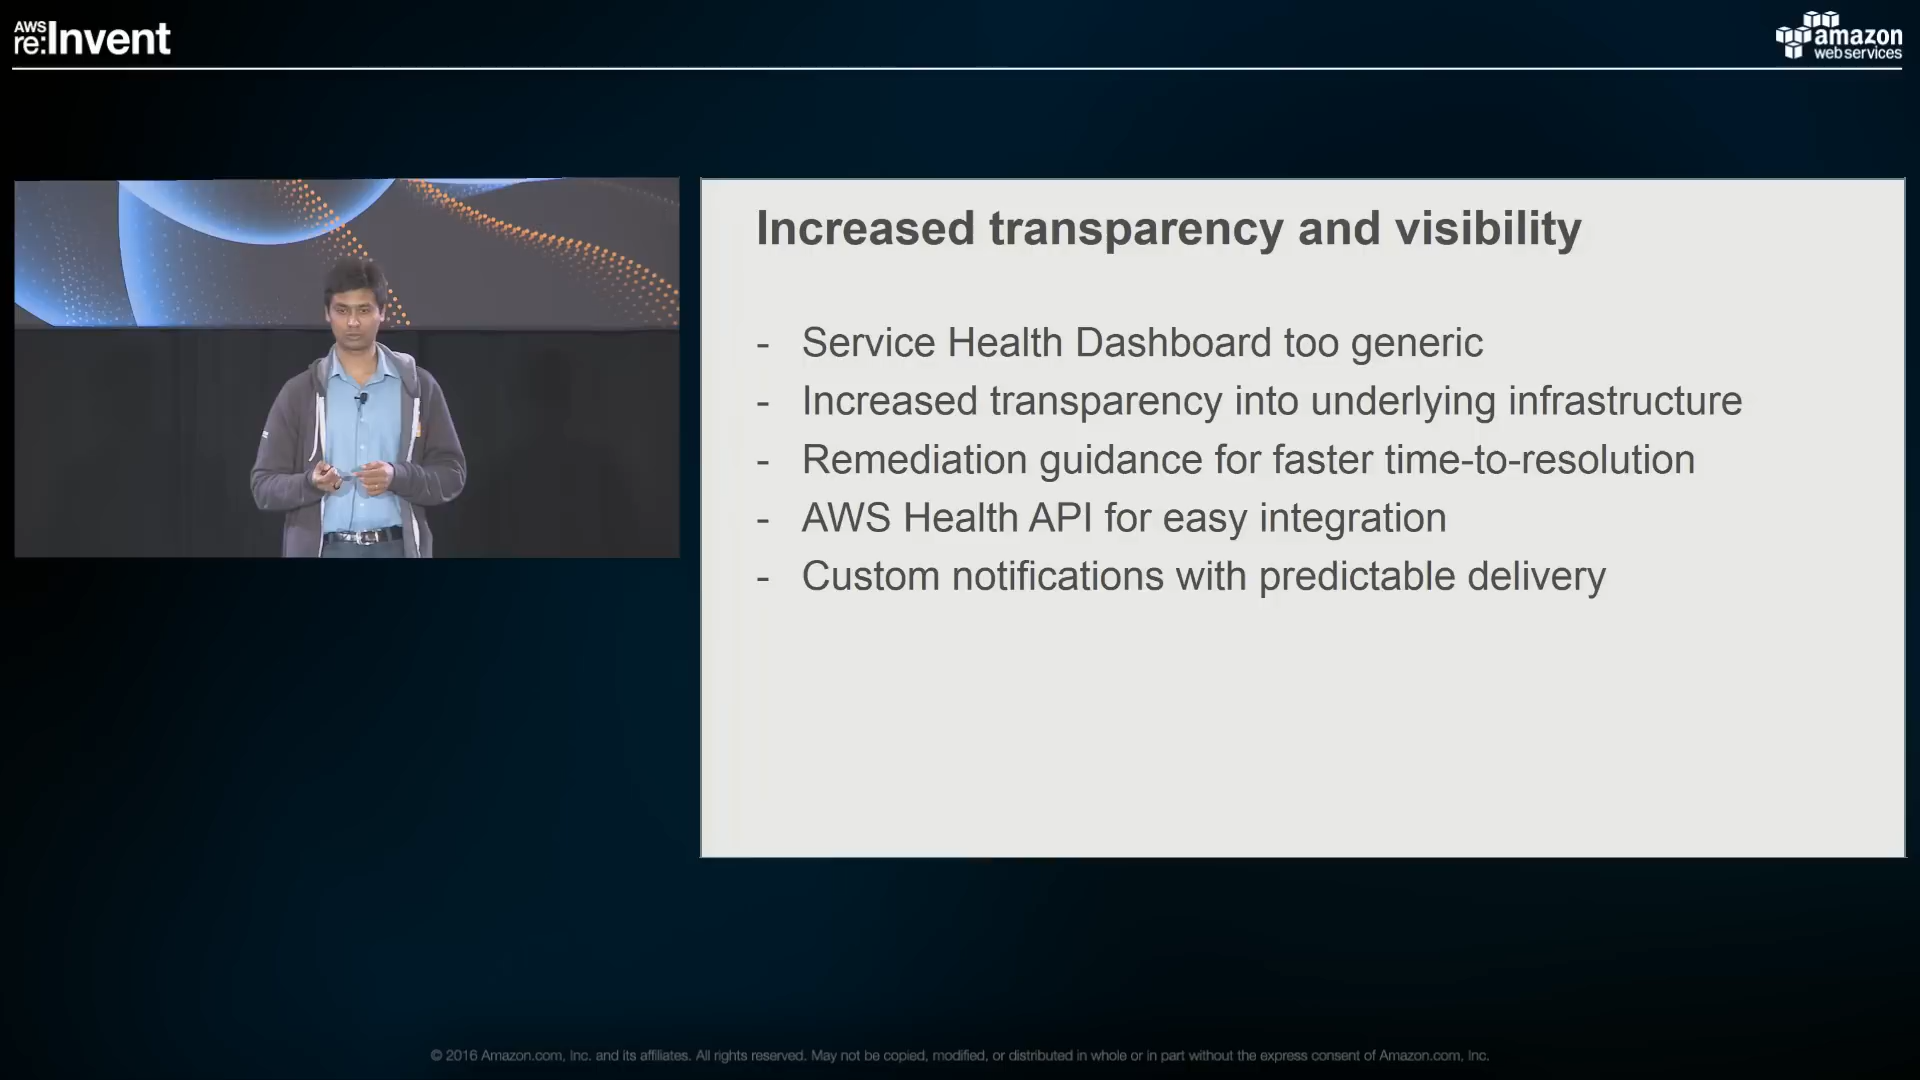 AWS
re:Invent
amazon
webservices
Increased transparency and visibility
- Service Health Dashboard too generic
- Increased transparency into underlying infrastructure
- Remediation guidance for faster time-to-resolution
- AWS Health API for easy integration
- Custom notifications with predictable delivery
© 2016 Amazon.com, Inc. and its affiliates. All rights reserved. May not be copied, modified, or distributed in whole or in part without the express consent of Amazon.com, Inc.